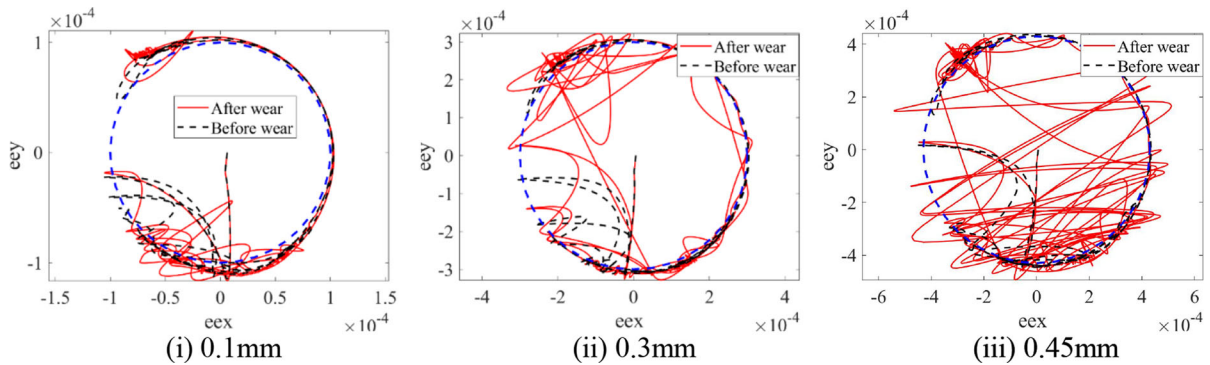 ×10⁻⁴
1
0
-1
eey
After wear
Before wear
-1.5 -1 -0.5 0 0.5 1 1.5
eex ×10⁻⁴
(i) 0.1mm
×10⁻⁴
3
2
1
0
-1
-2
-3
eey
After wear
Before wear
-4 -2 0 2 4
eex ×10⁻⁴
(ii) 0.3mm
×10⁻⁴
4
2
0
-2
-4
eey
After wear
Before wear
-6 -4 -2 0 2 4 6
eex ×10⁻⁴
(iii) 0.45mm